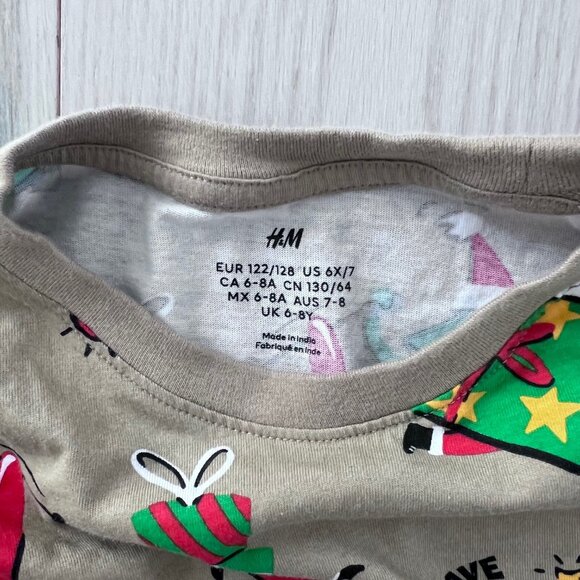 H&M
EUR 122/128 US 6X/7
CA 6-8A CN 130/64
MX 6-8A AUS 7-8
UK 6-8Y
Made in India
Fabriqué en Inde